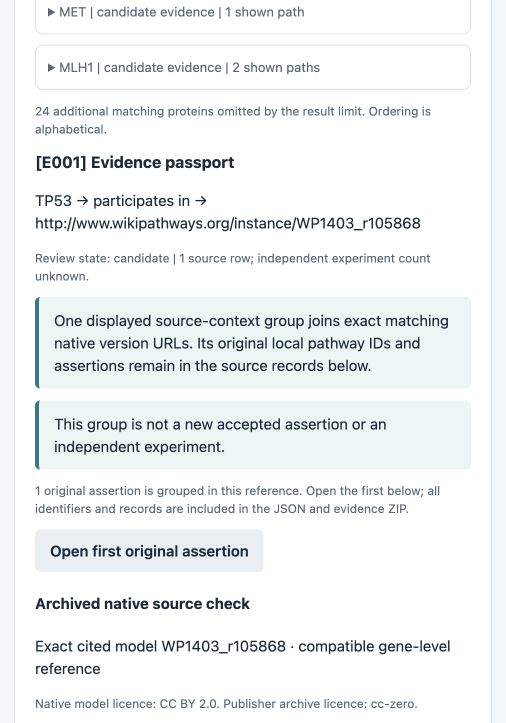 ▶ MET | candidate evidence | 1 shown path
▶ MLH1 | candidate evidence | 2 shown paths
24 additional matching proteins omitted by the result limit. Ordering is
alphabetical.
[E001] Evidence passport
TP53 → participates in →
http://www.wikipathways.org/instance/WP1403_r105868
Review state: candidate | 1 source row; independent experiment count
unknown.
One displayed source-context group joins exact matching
native version URLs. Its original local pathway IDs and
assertions remain in the source records below.
This group is not a new accepted assertion or an
independent experiment.
1 original assertion is grouped in this reference. Open the first below; all
identifiers and records are included in the JSON and evidence ZIP.
Open first original assertion
Archived native source check
Exact cited model WP1403_r105868 · compatible gene-level
reference
Native model licence: CC BY 2.0. Publisher archive licence: cc-zero.